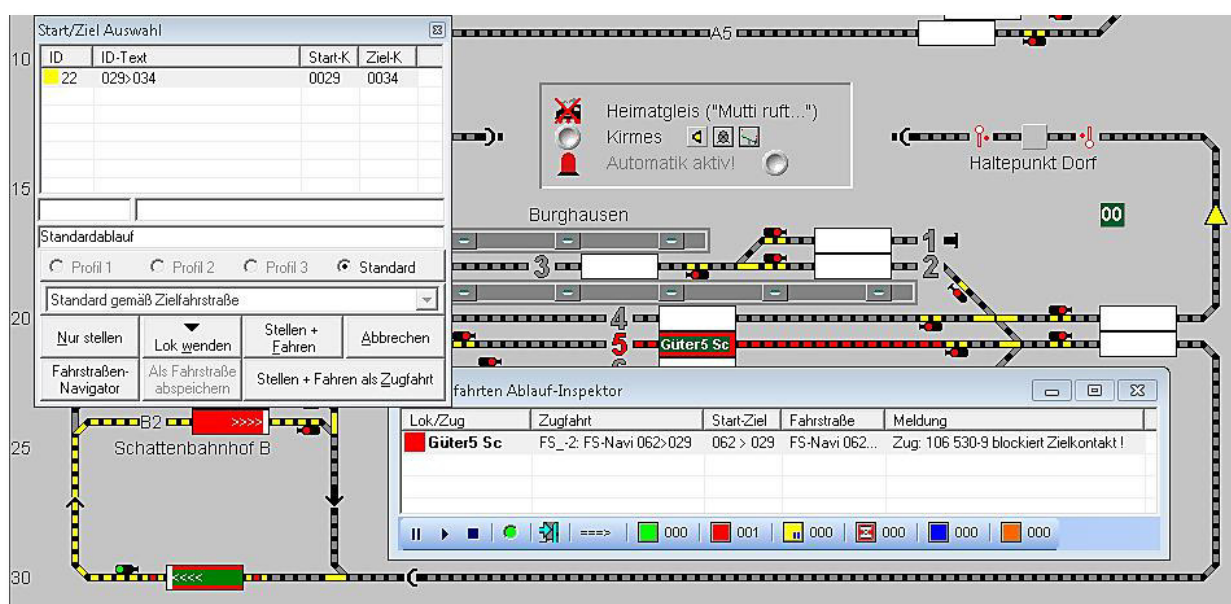 Start/Ziel Auswahl
ID ID-Text Start-K Ziel-K
22 029>034 0029 0034
Standardablauf
Profil 1 Profil 2 Profil 3 Standard
Standard gemäß Zielfahrstraße
Nur stellen Lok wenden Stellen + Fahren Abbrechen
Fahrstraßen-Navigator Als Fahrstraße abspeichern Stellen + Fahren als Zugfahrt
10
15
20
25
30
A5
Heimatgleis ("Mutti ruft...")
Kirmes
Automatik aktiv!
Haltepunkt Dorf
00
Burghausen
1
3 2
4
5 Güter5 Sc
fahrten Ablauf-Inspektor
Lok/Zug Zugfahrt Start-Ziel Fahrstraße Meldung
Güter5 Sc FS_-2: FS-Navi 062>029 062 > 029 FS-Navi 062... Zug: 106 530-9 blockiert Zielkontakt !
===> 000 001 000 000 000 000
B2 >>>>
Schattenbahnhof B
<<<<